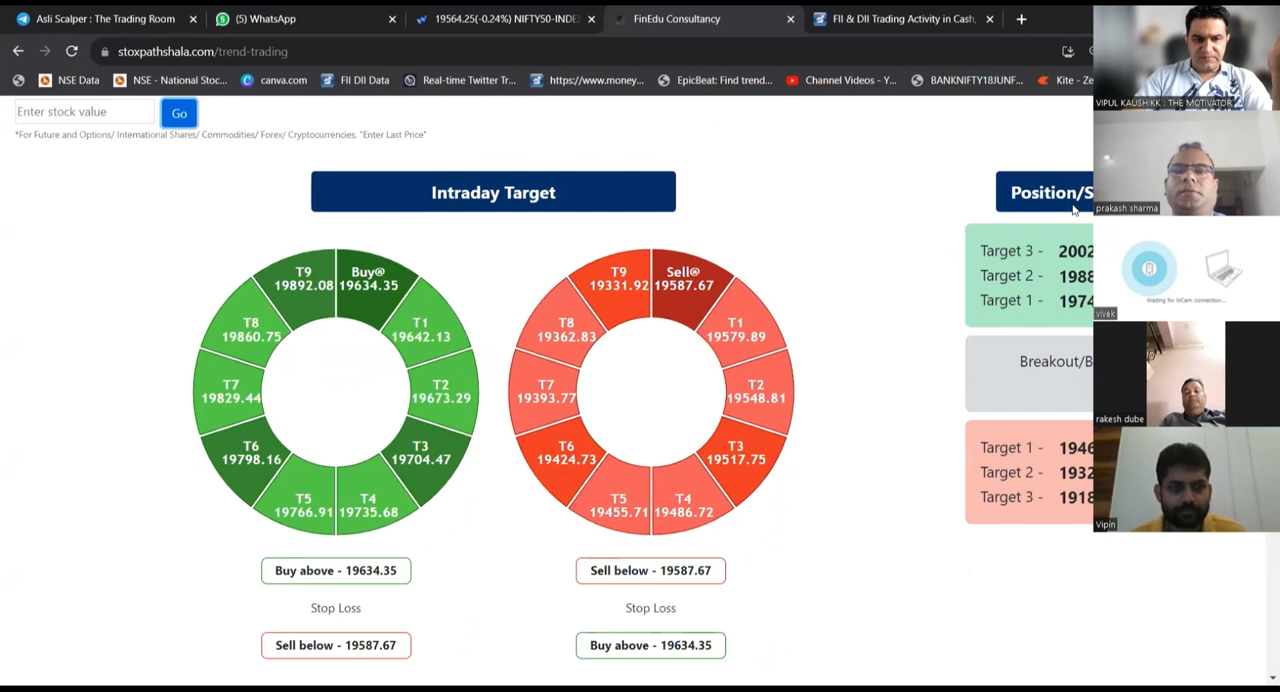 Asli Scalper : The Trading Room
(5) WhatsApp
19564.25(-0.24%) NIFTY50-INDE
FinEdu Consultancy
FII & DII Trading Activity in Cash,
stoxpathshala.com/trend-trading
NSE Data
NSE - National Stoc...
canva.com
FII DII Data
Real-time Twitter Tr...
https://www.money...
EpicBeat: Find trend...
Channel Videos - Y...
BANKNIFTY18JUNF...
Kite - Ze
VIPUL KAUSHIK : THE MOTIVATOR
Enter stock value
Go
*For Future and Options/ International Shares/ Commodities/ Forex/ Cryptocurrencies, "Enter Last Price"
Intraday Target
Buy@
19634.35
T1
19642.13
T2
19673.29
T3
19704.47
T4
19735.68
T5
19766.91
T6
19798.16
T7
19829.44
T8
19860.75
T9
19892.08
Buy above - 19634.35
Stop Loss
Sell below - 19587.67
Sell@
19587.67
T1
19579.89
T2
19548.81
T3
19517.75
T4
19486.72
T5
19455.71
T6
19424.73
T7
19393.77
T8
19362.83
T9
19331.92
Sell below - 19587.67
Stop Loss
Buy above - 19634.35
Position/S
Target 3 - 2002
Target 2 - 1988
Target 1 - 1974
Breakout/B
Target 1 - 1946
Target 2 - 1932
Target 3 - 1918
prakash sharma
Waiting for iVCam connection...
vivek
rakesh dube
Vipin